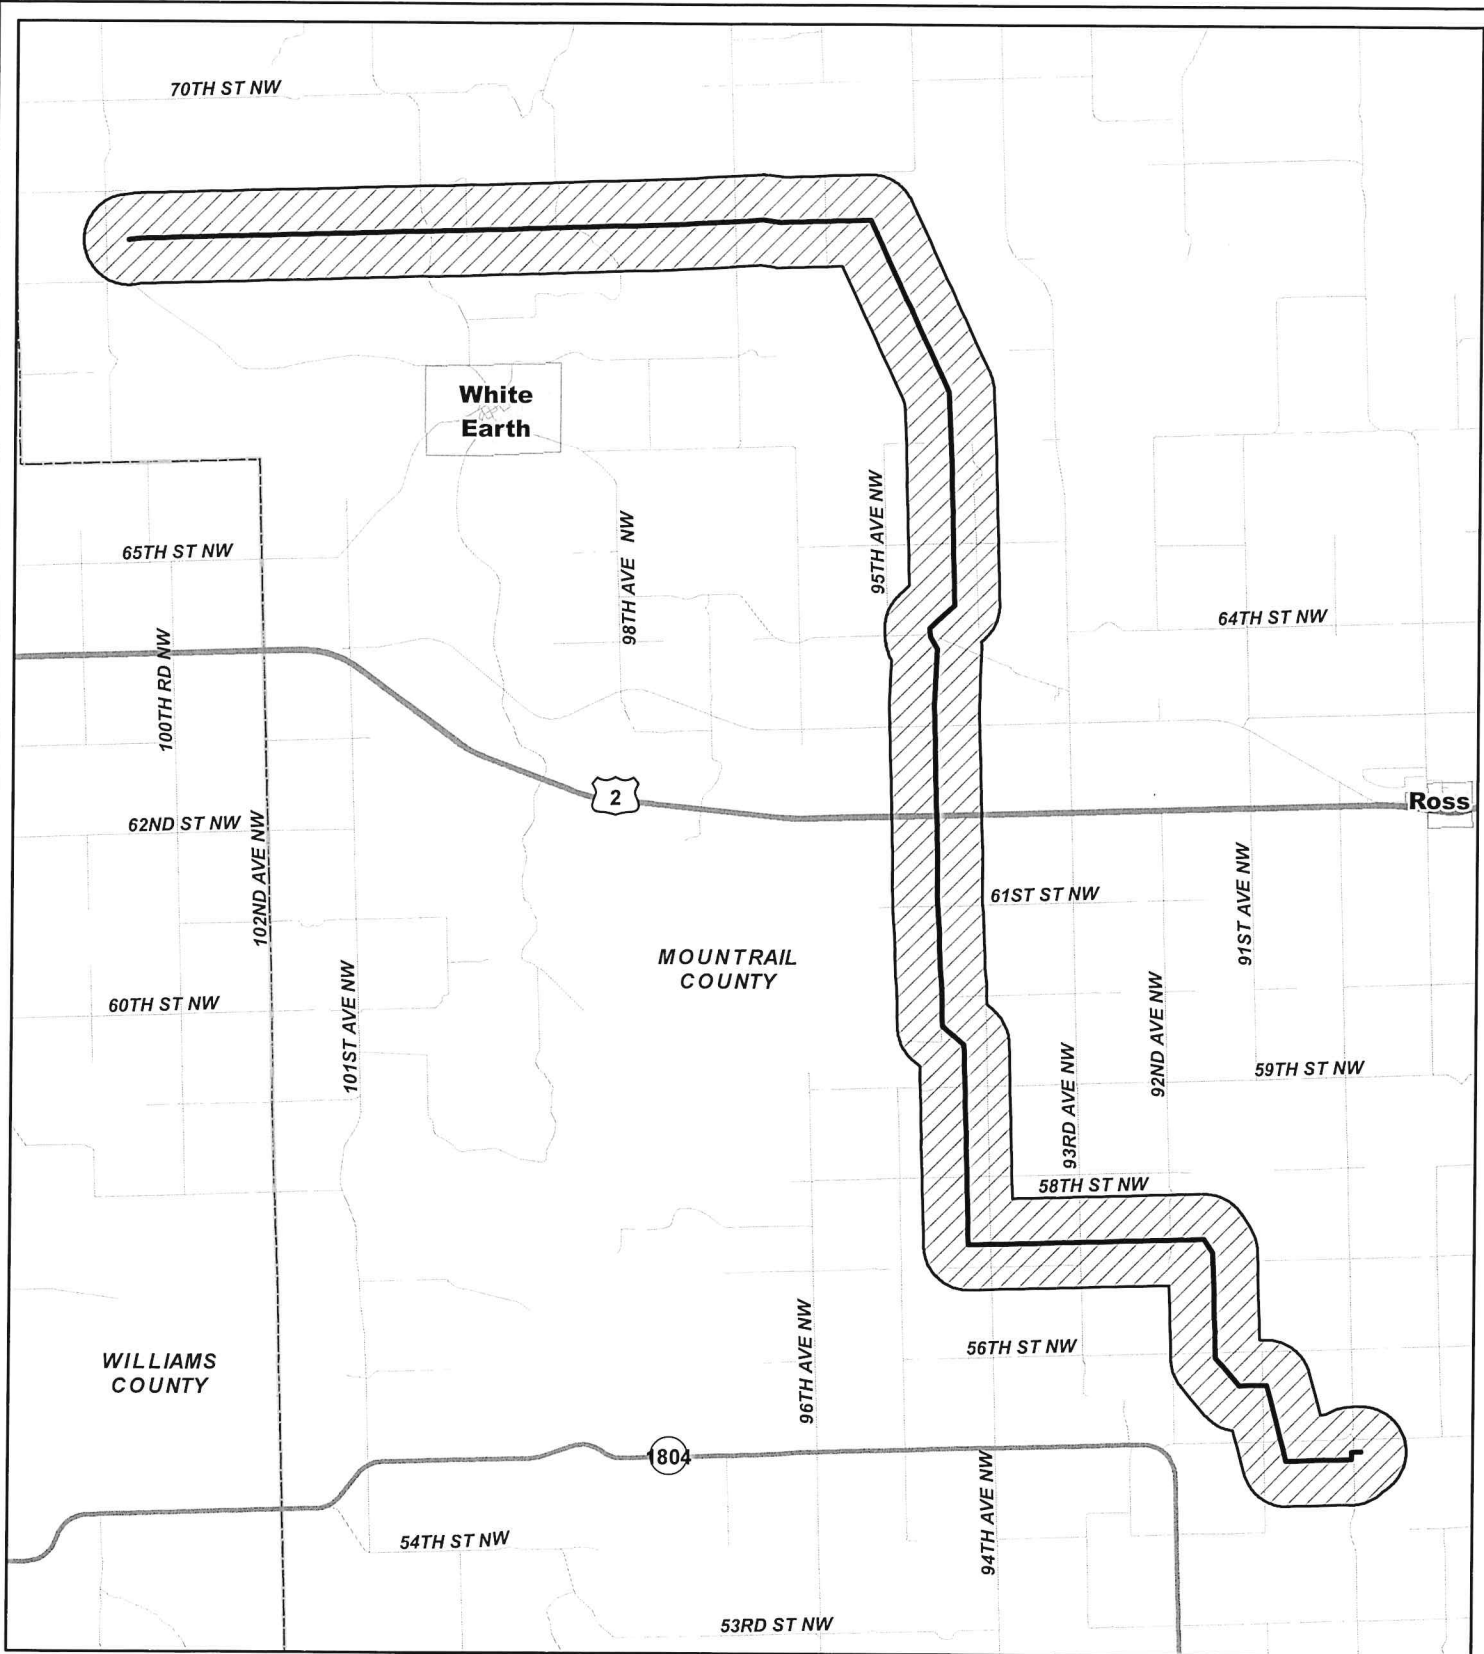 70TH ST NW
White
Earth
95TH AVE NW
98TH AVE NW
65TH ST NW
64TH ST NW
100TH RD NW
2
Ross
62ND ST NW
102ND AVE NW
91ST AVE NW
61ST ST NW
MOUNTRAIL
COUNTY
101ST AVE NW
92ND AVE NW
60TH ST NW
93RD AVE NW
59TH ST NW
58TH ST NW
96TH AVE NW
56TH ST NW
WILLIAMS
COUNTY
1804
94TH AVE NW
54TH ST NW
53RD ST NW